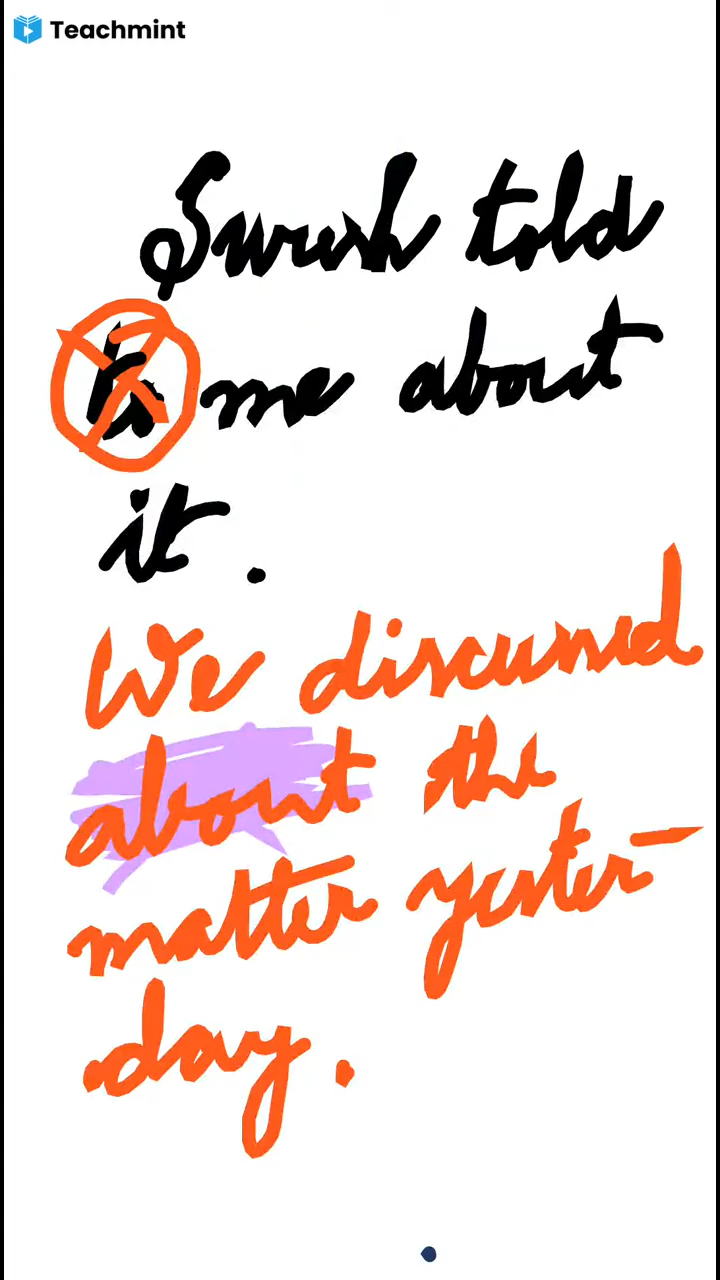 Teachmint
Suresh told
to me about
it.
We discussed
about the
matter yester-
day.